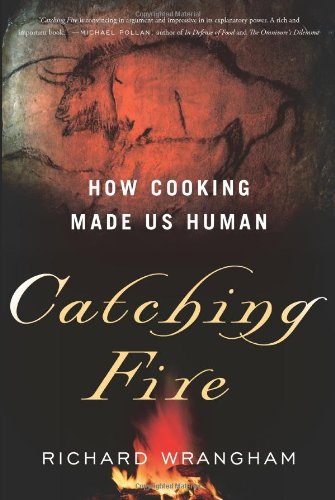 "Catching Fire is convincing in argument and impressive in its explanatory power. A rich and
important book." —MICHAEL POLLAN, author of In Defense of Food and The Omnivore's Dilemma
HOW COOKING
MADE US HUMAN
Catching
Fire
RICHARD WRANGHAM